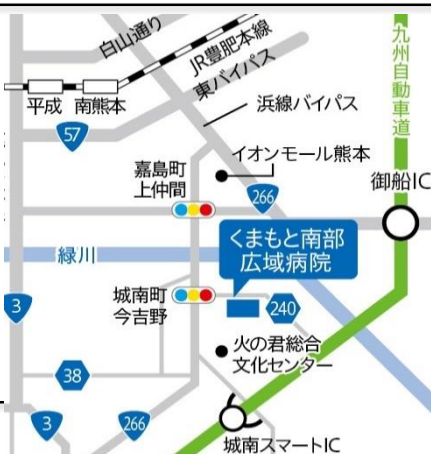 白山通り
JR豊肥本線
東バイパス
九州自動車道
平成
南熊本
浜線バイパス
57
イオンモール熊本
嘉島町
上仲間
266
御船IC
くまもと南部
広域病院
緑川
城南町
今吉野
240
3
火の君総合
文化センター
38
3
266
城南スマートIC